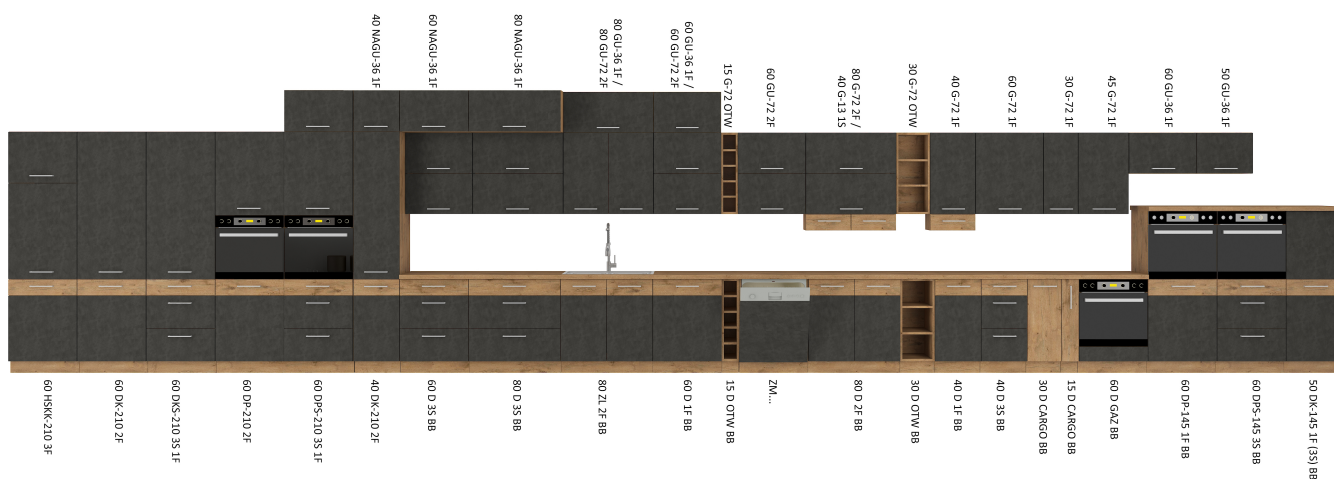 40 NAGU-36 1F
60 NAGU-36 1F
80 NAGU-36 1F
80 GU-36 1F /
80 GU-72 2F
60 GU-36 1F /
60 GU-72 2F
15 G-72 OTW
60 GU-72 2F
80 G-72 2F /
40 G-13 1S
30 G-72 OTW
40 G-72 1F
60 G-72 1F
30 G-72 1F
45 G-72 1F
60 GU-36 1F
50 GU-36 1F
60 HSKK-210 3F
60 DK-210 2F
60 DKS-210 3S 1F
60 DP-210 2F
60 DPS-210 3S 1F
40 DK-210 2F
60 D 3S BB
80 D 3S BB
80 ZL 2F BB
60 D 1F BB
15 D OTW BB
ZM...
80 D 2F BB
30 D OTW BB
40 D 1F BB
40 D 3S BB
30 D CARGO BB
15 D CARGO BB
60 D GAZ BB
60 DP-145 1F BB
60 DPS-145 3S BB
50 DK-145 1F (3S) BB